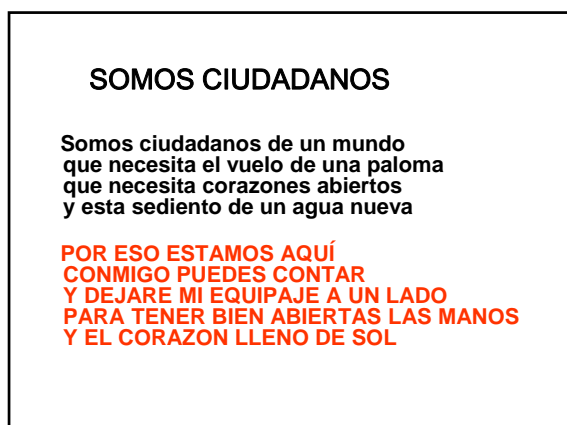 SOMOS CIUDADANOS
Somos ciudadanos de un mundo
que necesita el vuelo de una paloma
que necesita corazones abiertos
y esta sediento de un agua nueva
POR ESO ESTAMOS AQUÍ
CONMIGO PUEDES CONTAR
Y DEJARE MI EQUIPAJE A UN LADO
PARA TENER BIEN ABIERTAS LAS MANOS
Y EL CORAZON LLENO DE SOL